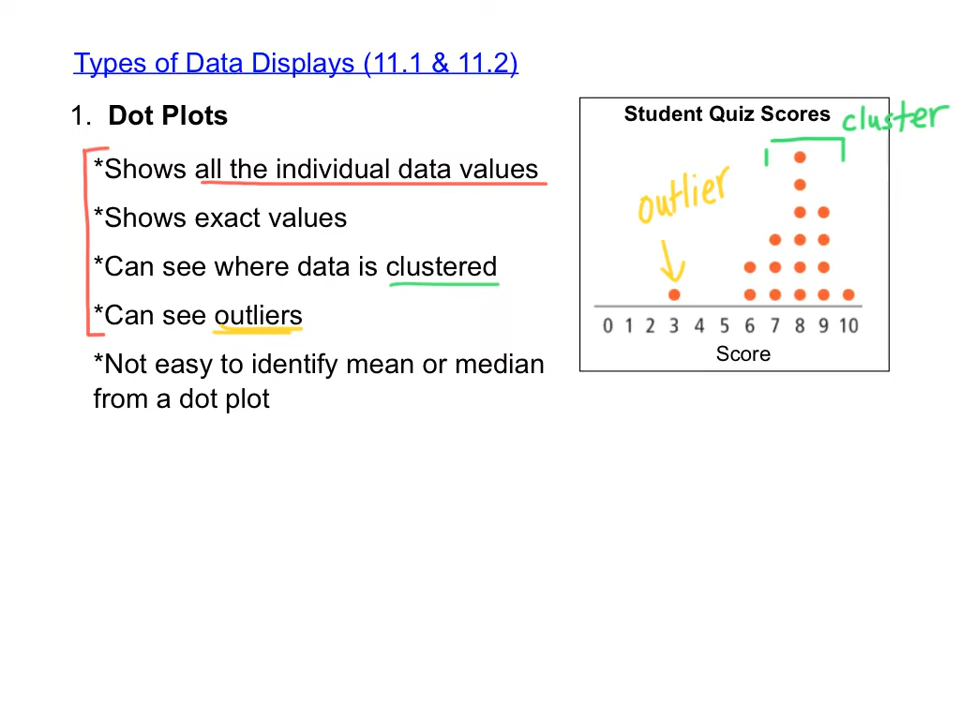 Types of Data Displays (11.1 & 11.2)
1. Dot Plots
*Shows all the individual data values
*Shows exact values
*Can see where data is clustered
*Can see outliers
*Not easy to identify mean or median
from a dot plot
Student Quiz Scores
cluster
outlier
0 1 2 3 4 5 6 7 8 9 10
Score